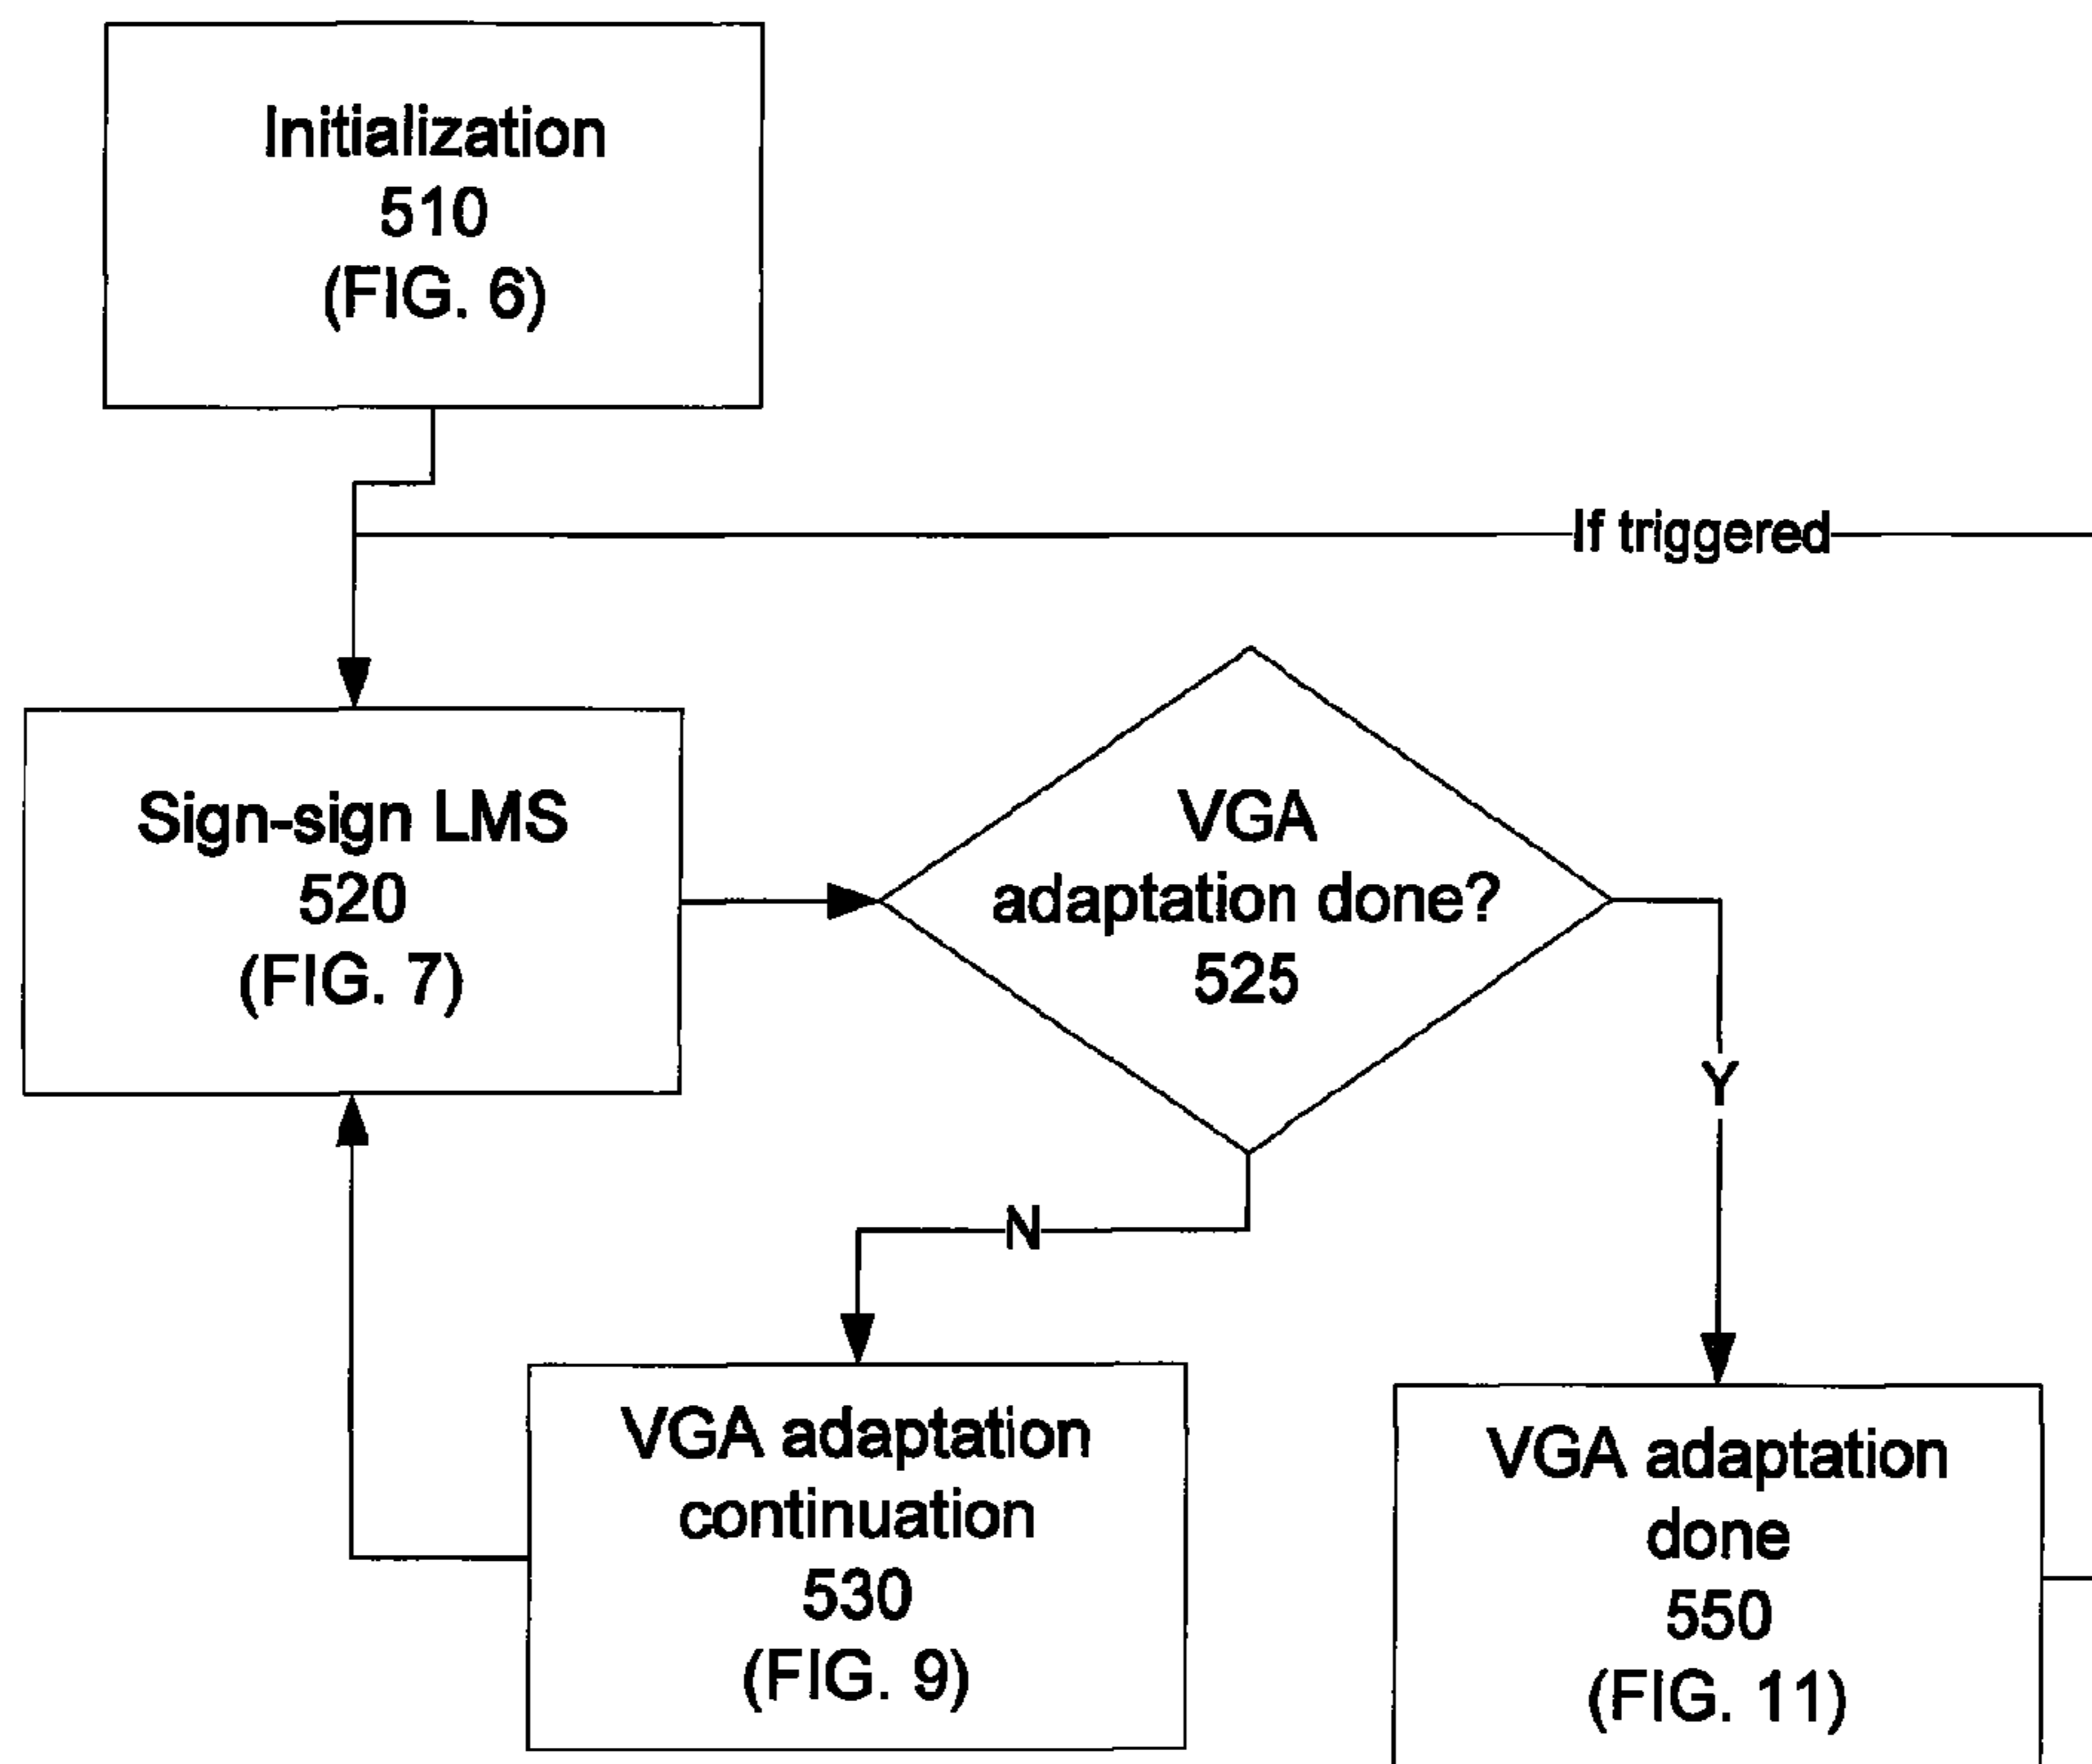 Initialization
510
(FIG. 6)
If triggered
Sign-sign LMS
520
(FIG. 7)
VGA
adaptation done?
525
Y
N
VGA adaptation
continuation
530
(FIG. 9)
VGA adaptation
done
550
(FIG. 11)